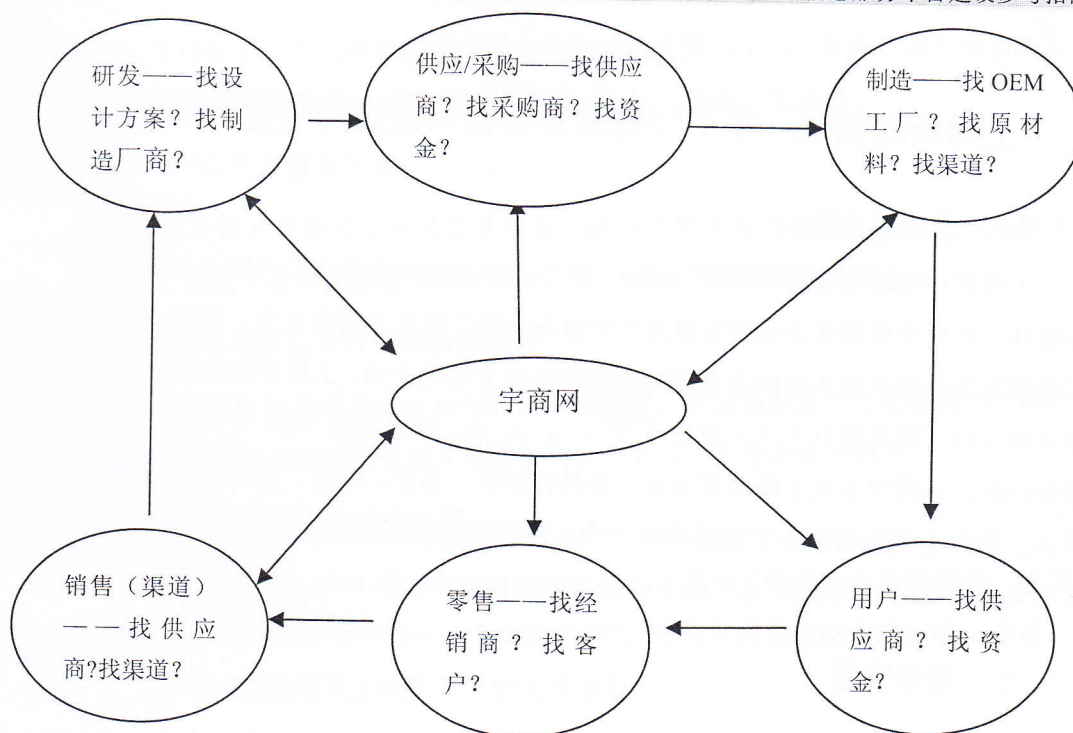 研发——找设
计方案？找制
造厂商？
供应/采购——找供应
商？找采购商？找资
金？
制造——找 OEM
工厂？找原材
料？找渠道？
宇商网
销售（渠道）
——找供应
商?找渠道？
零售——找经
销商？找客
户？
用户——找供
应商？找资
金？